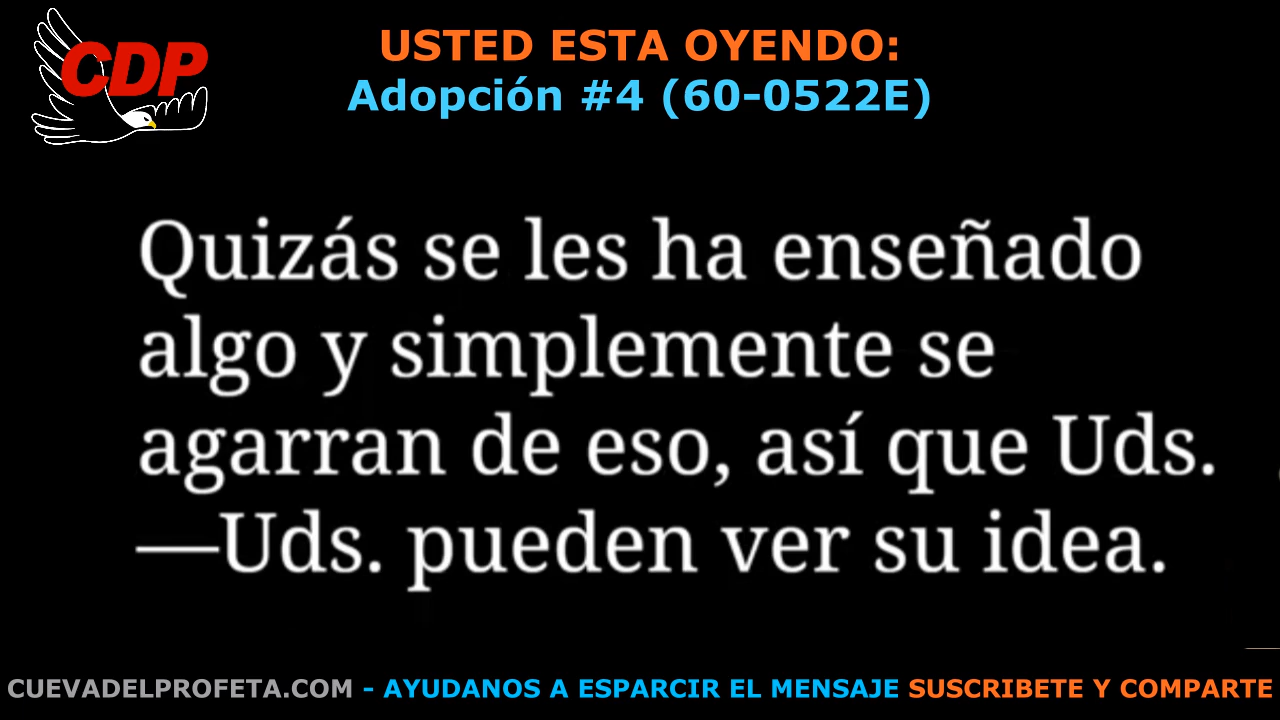 CDP
USTED ESTA OYENDO:
Adopción #4 (60-0522E)
Quizás se les ha enseñado
algo y simplemente se
agarran de eso, así que Uds.
—Uds. pueden ver su idea.
CUEVADELPROFETA.COM - AYUDANOS A ESPARCIR EL MENSAJE SUSCRIBETE Y COMPARTE